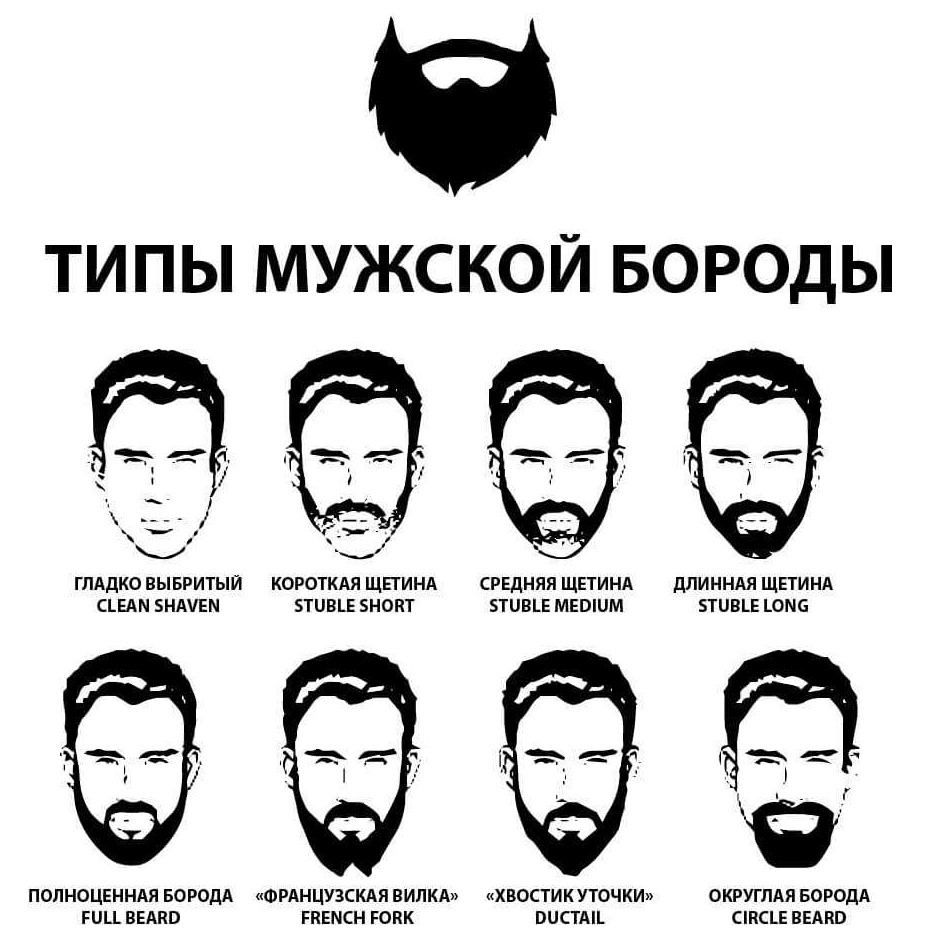 ТИПЫ МУЖСКОЙ БОРОДЫ
ГЛАДКО ВЫБРИТЫЙ
CLEAN SHAVEN
КОРОТКАЯ ЩЕТИНА
STUBLE SHORT
СРЕДНЯЯ ЩЕТИНА
STUBLE MEDIUM
ДЛИННАЯ ЩЕТИНА
STUBLE LONG
ПОЛНОЦЕННАЯ БОРОДА
FULL BEARD
«ФРАНЦУЗСКАЯ ВИЛКА»
FRENCH FORK
«ХВОСТИК УТОЧКИ»
DUCTAIL
ОКРУГЛАЯ БОРОДА
CIRCLE BEARD